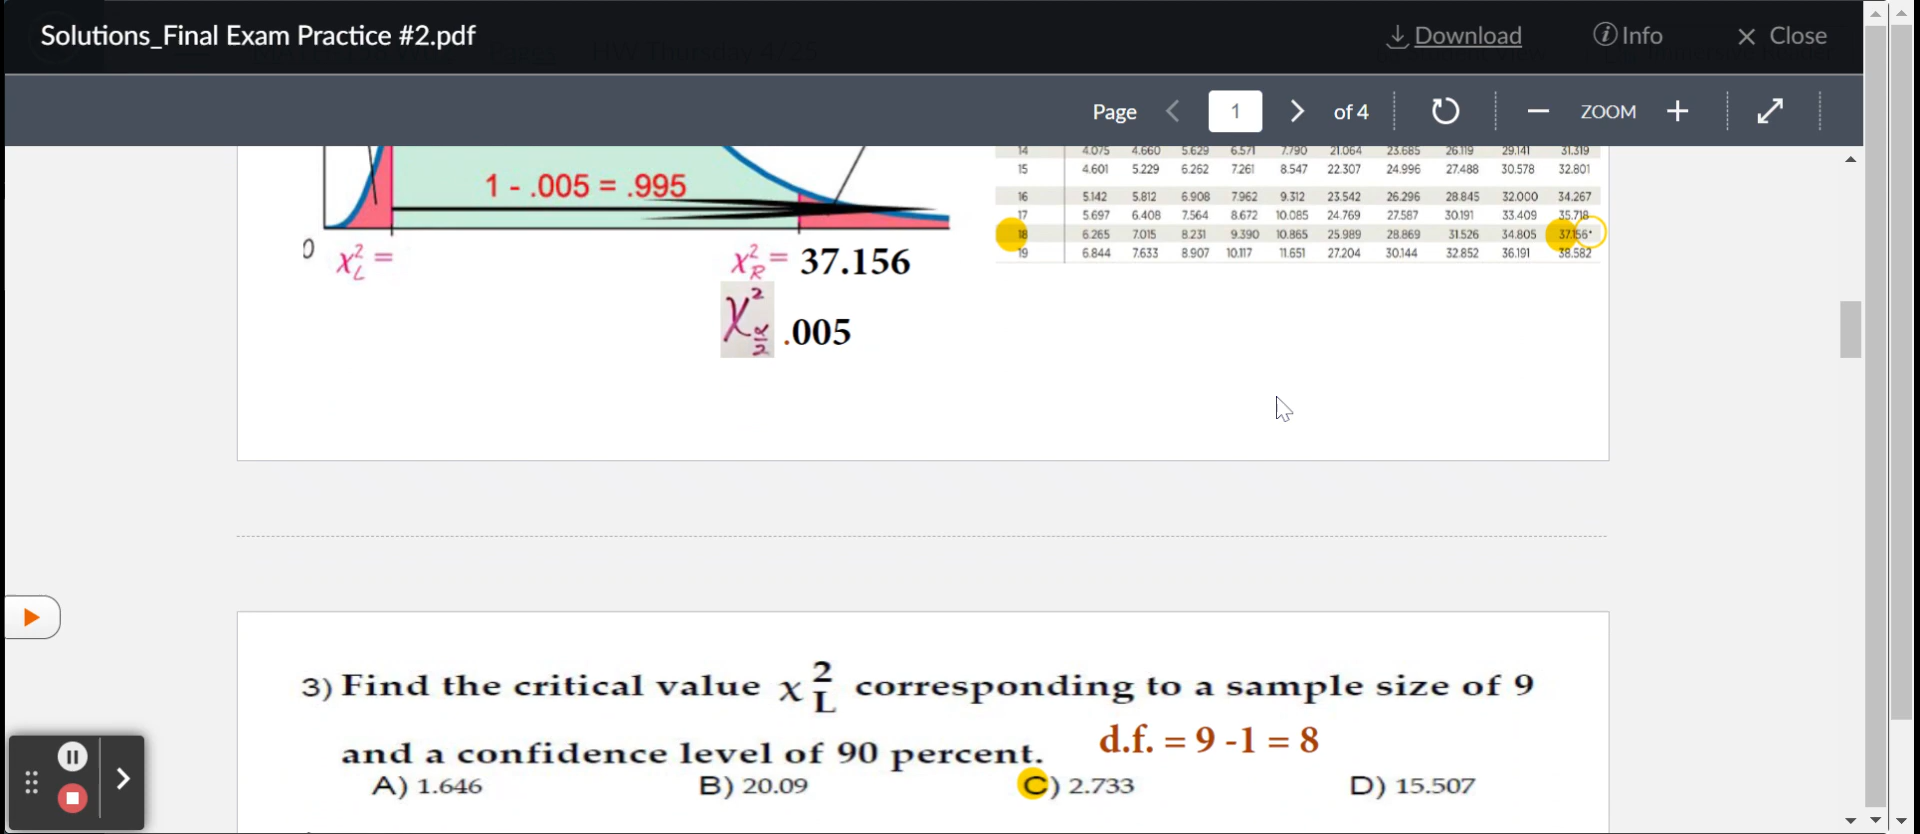 Solutions_Final Exam Practice #2.pdf
Download
Info
Close
Page 1 of 4
ZOOM
14 4.075 4.660 5.629 6.571 7.790 21.064 23.685 26.119 29.141 31.319
15 4.601 5.229 6.262 7.261 8.547 22.307 24.996 27.488 30.578 32.801
16 5.142 5.812 6.908 7.962 9.312 23.542 26.296 28.845 32.000 34.267
17 5.697 6.408 7.564 8.672 10.085 24.769 27.587 30.191 33.409 35.718
18 6.265 7.015 8.231 9.390 10.865 25.989 28.869 31.526 34.805 37.156
19 6.844 7.633 8.907 10.117 11.651 27.204 30.144 32.852 36.191 38.582
1 - .005 = .995
0
χ²L =
χ²R = 37.156
χ²α/2 .005
3) Find the critical value χ²L corresponding to a sample size of 9
and a confidence level of 90 percent.
d.f. = 9 -1 = 8
A) 1.646 B) 20.09 C) 2.733 D) 15.507